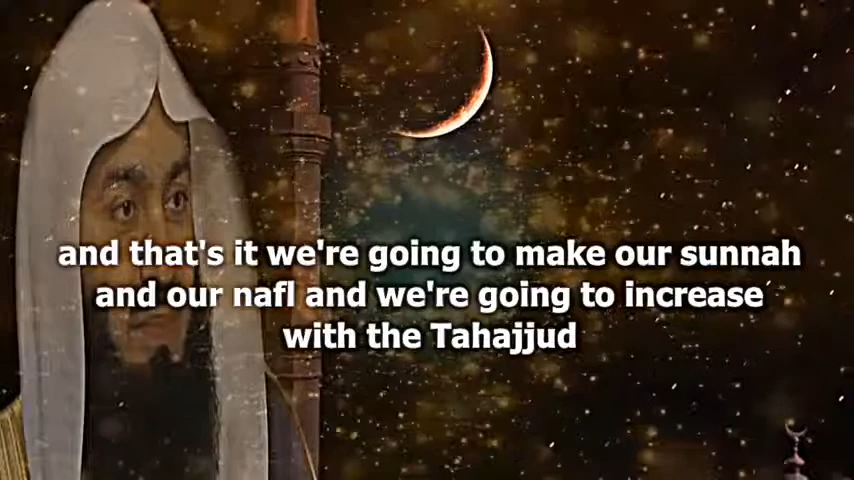 and that's it we're going to make our sunnah
and our nafl and we're going to increase
with the Tahajjud